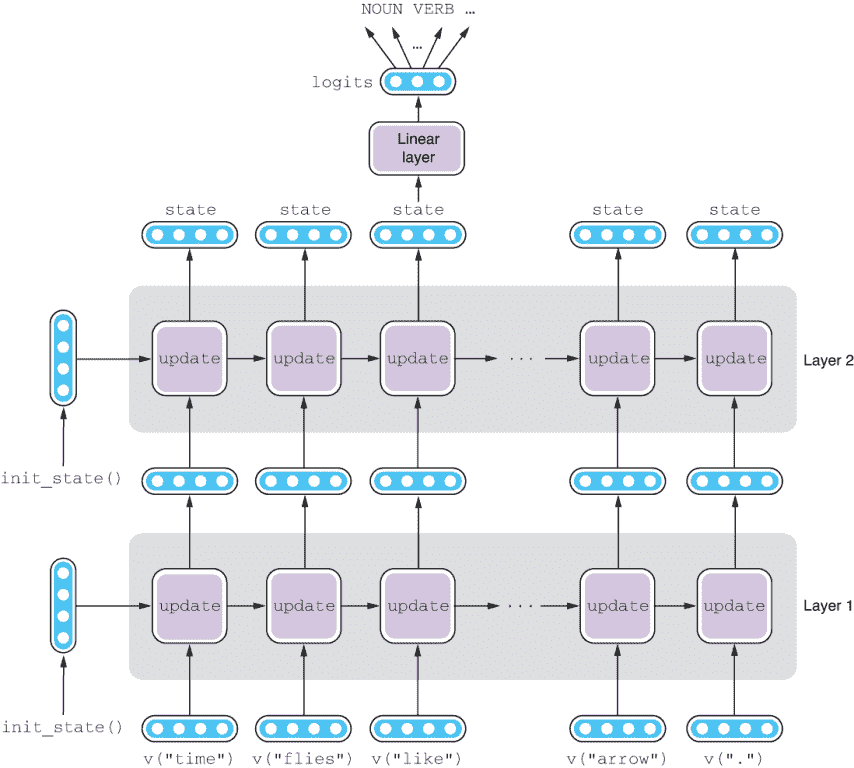 NOUN VERB …
…
logits
Linear
layer
state state state state state
update update update ... update update
Layer 2
init_state()
update update update ... update update
Layer 1
init_state()
v("time") v("flies") v("like") v("arrow") v(".")